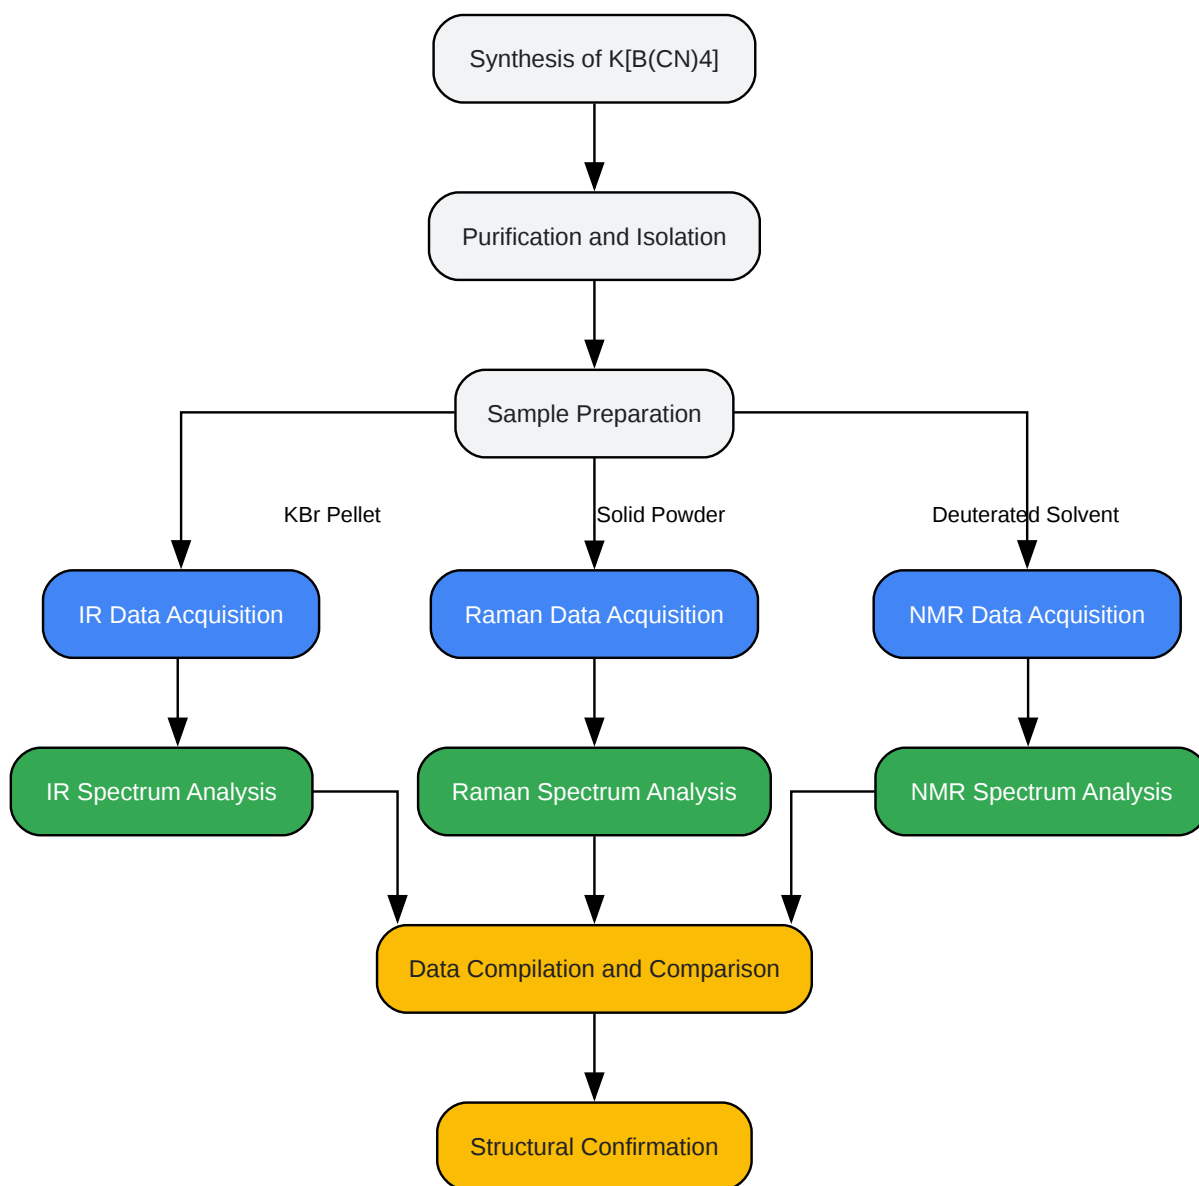 Synthesis of K[B(CN)4]
Purification and Isolation
Sample Preparation
KBr Pellet
Solid Powder
Deuterated Solvent
IR Data Acquisition
Raman Data Acquisition
NMR Data Acquisition
IR Spectrum Analysis
Raman Spectrum Analysis
NMR Spectrum Analysis
Data Compilation and Comparison
Structural Confirmation